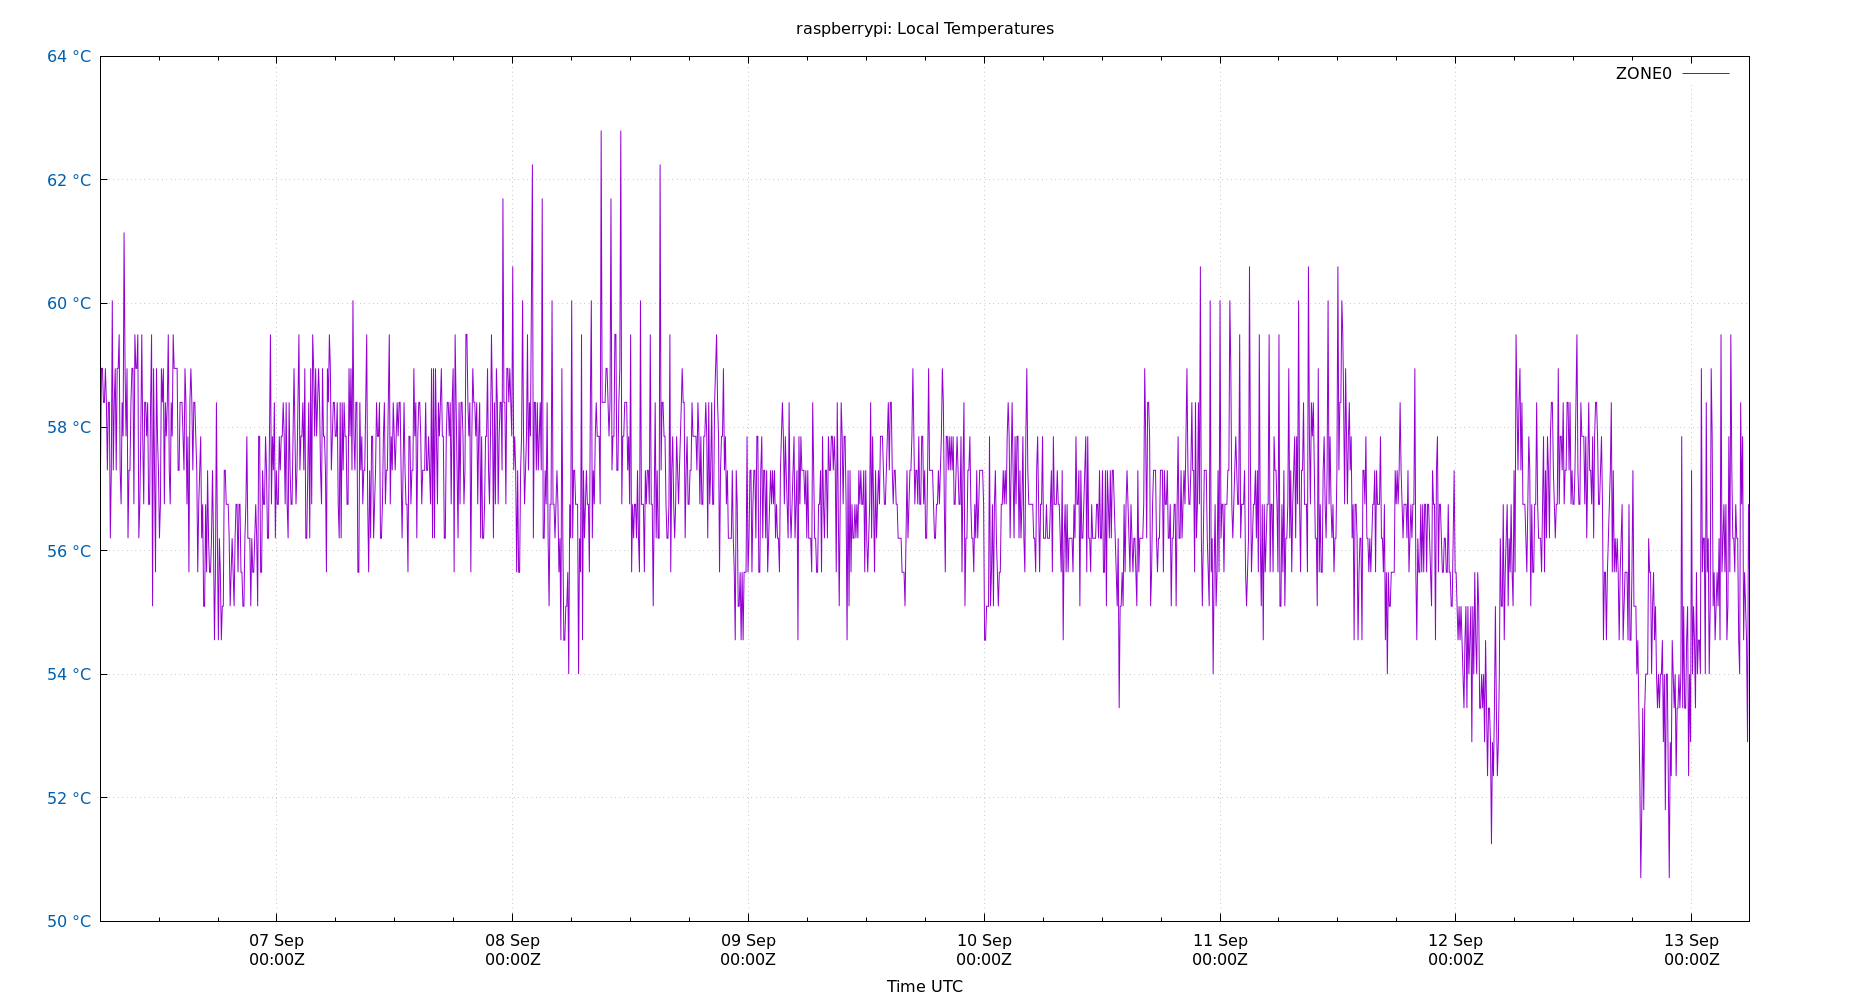 raspberrypi: Local Temperatures
ZONE0
64 °C
62 °C
60 °C
58 °C
56 °C
54 °C
52 °C
50 °C
07 Sep
00:00Z
08 Sep
00:00Z
09 Sep
00:00Z
10 Sep
00:00Z
11 Sep
00:00Z
12 Sep
00:00Z
13 Sep
00:00Z
Time UTC